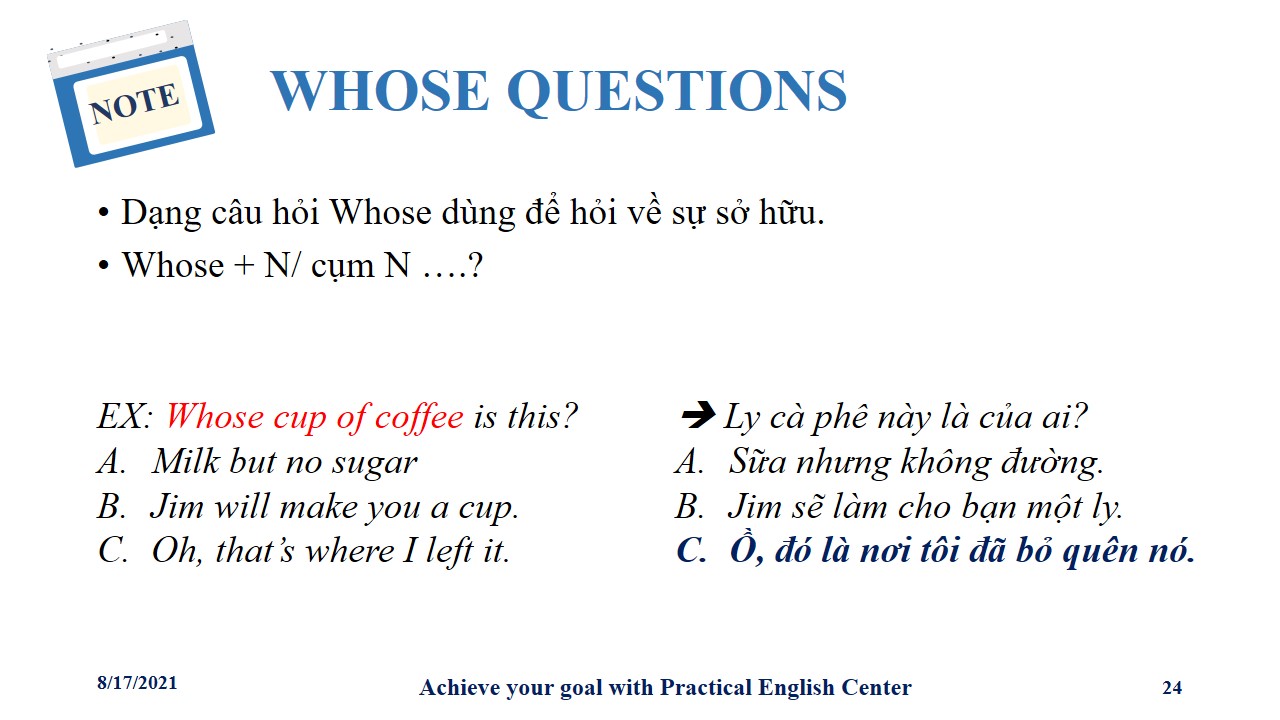 NOTE
WHOSE QUESTIONS
• Dạng câu hỏi Whose dùng để hỏi về sự sở hữu.
• Whose + N/ cụm N ….?
EX: Whose cup of coffee is this?
A. Milk but no sugar
B. Jim will make you a cup.
C. Oh, that’s where I left it.
➔ Ly cà phê này là của ai?
A. Sữa nhưng không đường.
B. Jim sẽ làm cho bạn một ly.
C. Ồ, đó là nơi tôi đã bỏ quên nó.
8/17/2021
Achieve your goal with Practical English Center
24